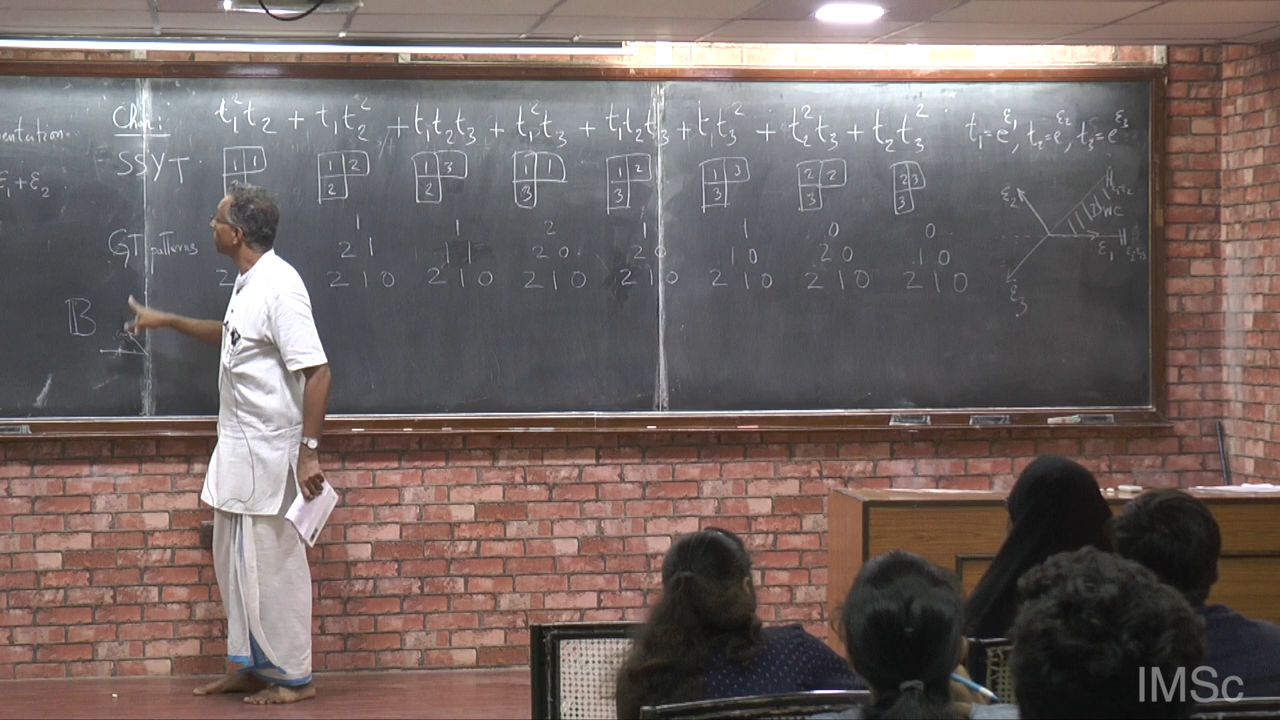 Char:
t₁²t₂ + t₁t₂² + t₁t₂t₃ + t₁²t₃ + t₁t₂t₃ + t₁t₃² + t₂²t₃ + t₂t₃²
t₁=e^ε₁, t₂=e^ε₂, t₃=e^ε₃
entation.
ε₁+ε₂
SSYT
1 1
1 2
1 3
1 1
1 2
1 3
2 2
2 3
2
2
3
3
3
3
3
GT patterns
1 1 2 1 1 0 0
2 1 1 1 2 0 2 0 1 0 2 0 1 0
2 2 1 0 2 1 0 2 1 0 2 1 0 2 1 0 2 1 0 2 1 0
𝔹
ε₂
DWC
ε₁
ε₃
IMSc